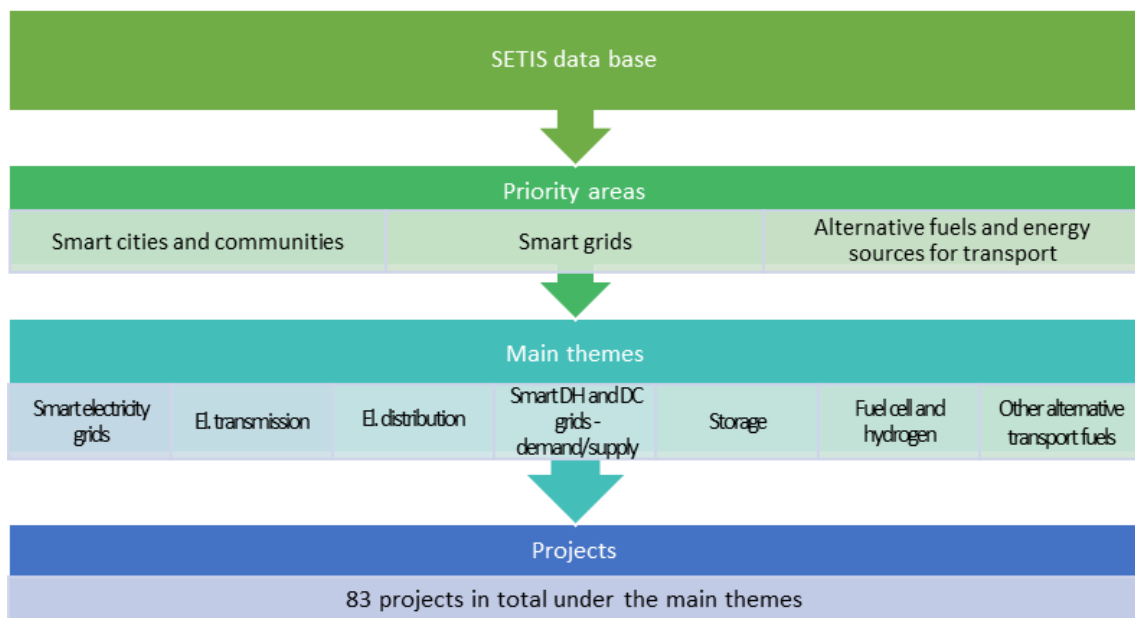 SETIS data base
Priority areas
Smart cities and communities
Smart grids
Alternative fuels and energy
sources for transport
Main themes
Smart electricity
grids
El. transmission
El. distribution
Smart DH and DC
grids -
demand/supply
Storage
Fuel cell and
hydrogen
Other alternative
transport fuels
Projects
83 projects in total under the main themes